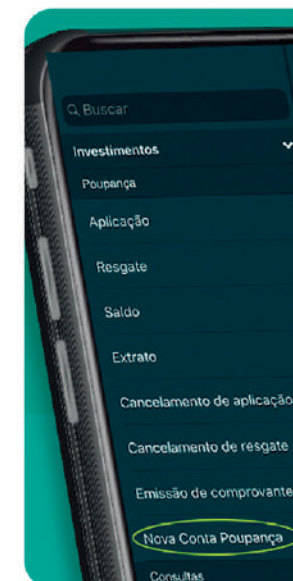 Buscar
Investimentos
Poupança
Aplicação
Resgate
Saldo
Extrato
Cancelamento de aplicação
Cancelamento de resgate
Emissão de comprovante
Nova Conta Poupança
Consultas